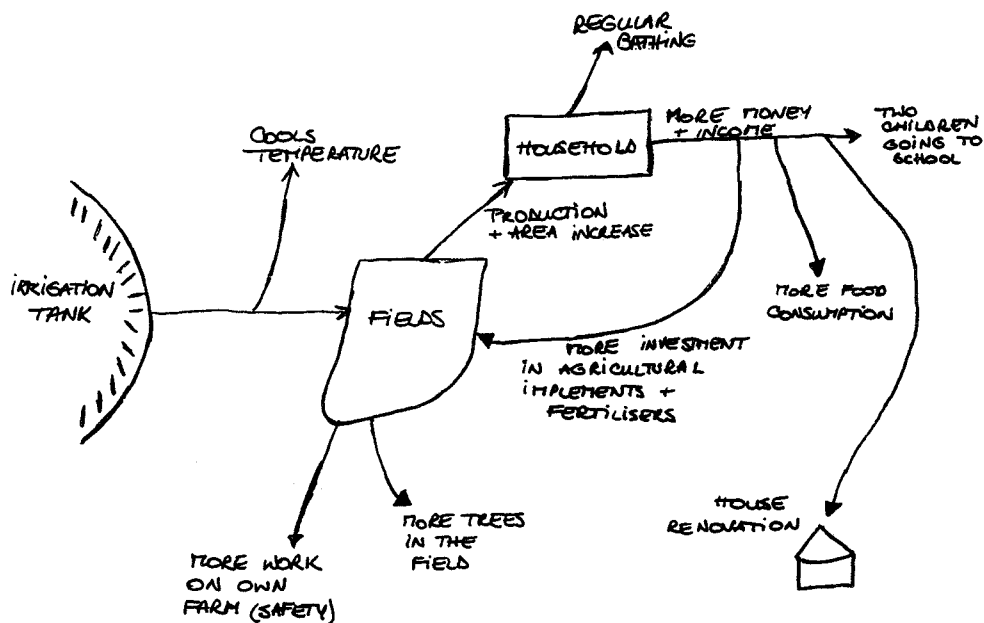 REGULAR
BATHING
COOLS
TEMPERATURE
HOUSEHOLD
MORE MONEY
+ INCOME
TWO
CHILDREN
GOING TO
SCHOOL
PRODUCTION
+ AREA INCREASE
IRRIGATION
TANK
FIELDS
MORE FOOD
CONSUMPTION
MORE INVESTMENT
IN AGRICULTURAL
IMPLEMENTS +
FERTILISERS
HOUSE
RENOVATION
MORE TREES
IN THE
FIELD
MORE WORK
ON OWN
FARM (SAFETY)